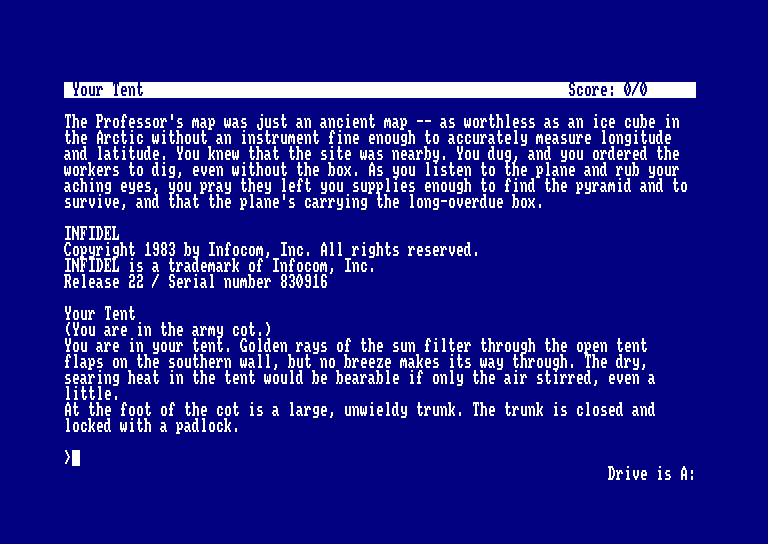 Your Tent Score: 0/0
The Professor's map was just an ancient map -- as worthless as an ice cube in
the Arctic without an instrument fine enough to accurately measure longitude
and latitude. You knew that the site was nearby. You dug, and you ordered the
workers to dig, even without the box. As you listen to the plane and rub your
aching eyes, you pray they left you supplies enough to find the pyramid and to
survive, and that the plane's carrying the long-overdue box.
INFIDEL
Copyright 1983 by Infocom, Inc. All rights reserved.
INFIDEL is a trademark of Infocom, Inc.
Release 22 / Serial number 830916
Your Tent
(You are in the army cot.)
You are in your tent. Golden rays of the sun filter through the open tent
flaps on the southern wall, but no breeze makes its way through. The dry,
searing heat in the tent would be bearable if only the air stirred, even a
little.
At the foot of the cot is a large, unwieldy trunk. The trunk is closed and
locked with a padlock.
>
Drive is A: